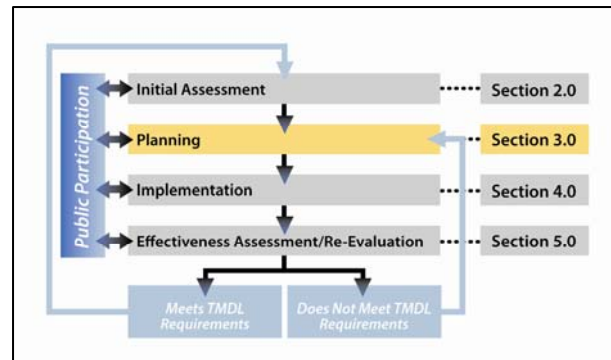 Public Participation
Initial Assessment
Section 2.0
Planning
Section 3.0
Implementation
Section 4.0
Effectiveness Assessment/Re-Evaluation
Section 5.0
Meets TMDL
Requirements
Does Not Meet TMDL
Requirements